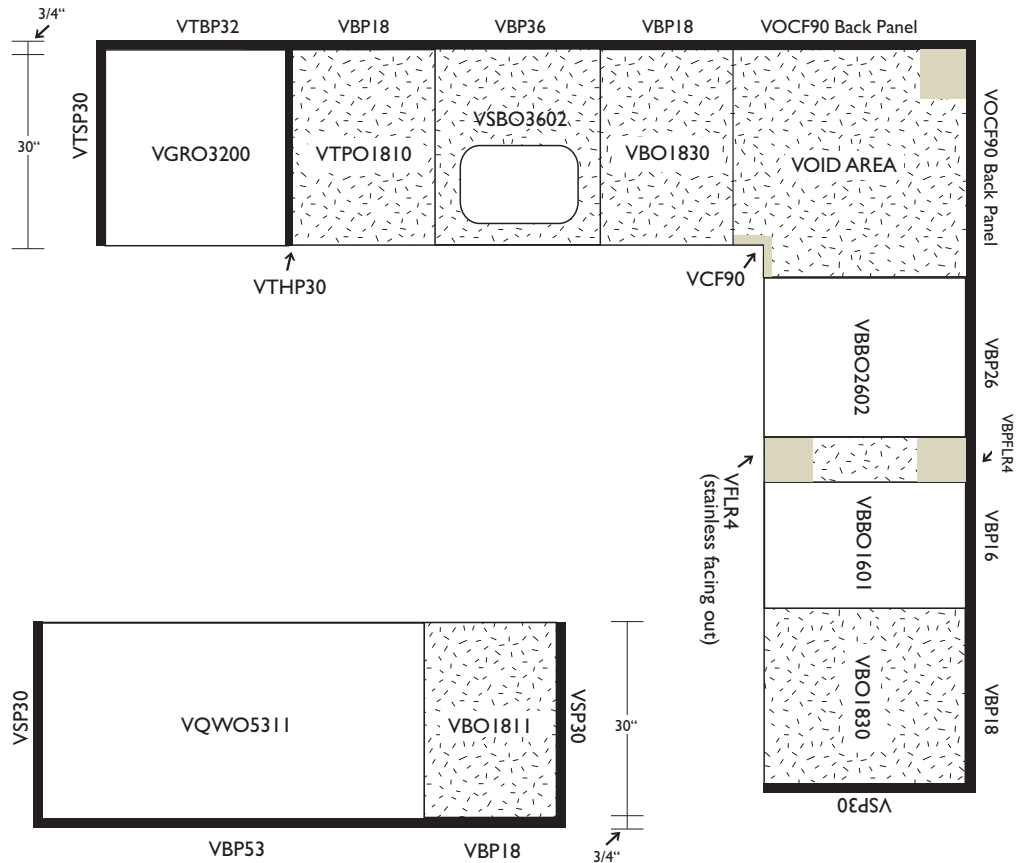 3/4"
VTBP32
VBP18
VBP36
VBP18
VOCF90 Back Panel
VTSP30
30"
VGRO3200
VTPO1810
VSBO3602
VBO1830
VOID AREA
VOCF90 Back Panel
VTHP30
VCF90
VBBO2602
VBP26
VBPFLR4
VFLR4
(stainless facing out)
VBBO1601
VBP16
VBO1830
VBP18
VSP30
VSP30
VQWO5311
VBO1811
VSP30
30"
VBP53
VBP18
3/4"